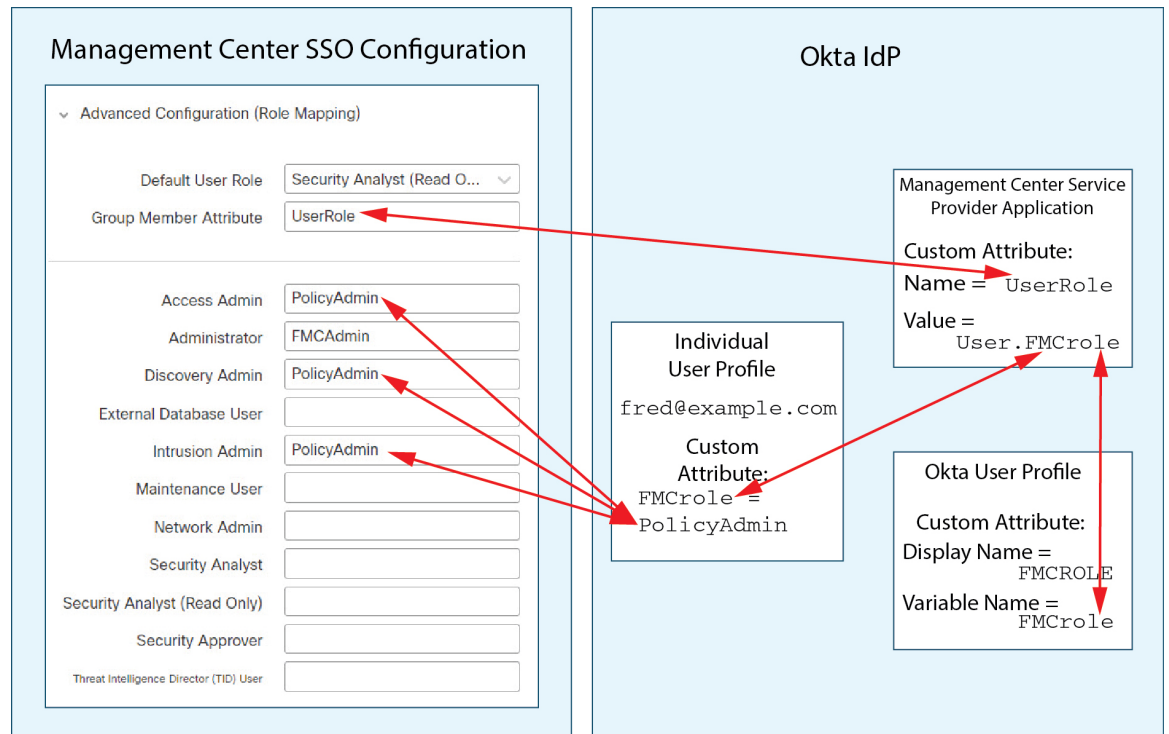 Management Center SSO Configuration
Advanced Configuration (Role Mapping)
Default User Role Security Analyst (Read O...
Group Member Attribute UserRole
Access Admin PolicyAdmin
Administrator FMCAdmin
Discovery Admin PolicyAdmin
External Database User
Intrusion Admin PolicyAdmin
Maintenance User
Network Admin
Security Analyst
Security Analyst (Read Only)
Security Approver
Threat Intelligence Director (TID) User
Okta IdP
Individual
User Profile
fred@example.com
Custom
Attribute:
FMCrole =
PolicyAdmin
Management Center Service
Provider Application
Custom Attribute:
Name = UserRole
Value =
User.FMCrole
Okta User Profile
Custom Attribute:
Display Name =
FMCROLE
Variable Name =
FMCrole